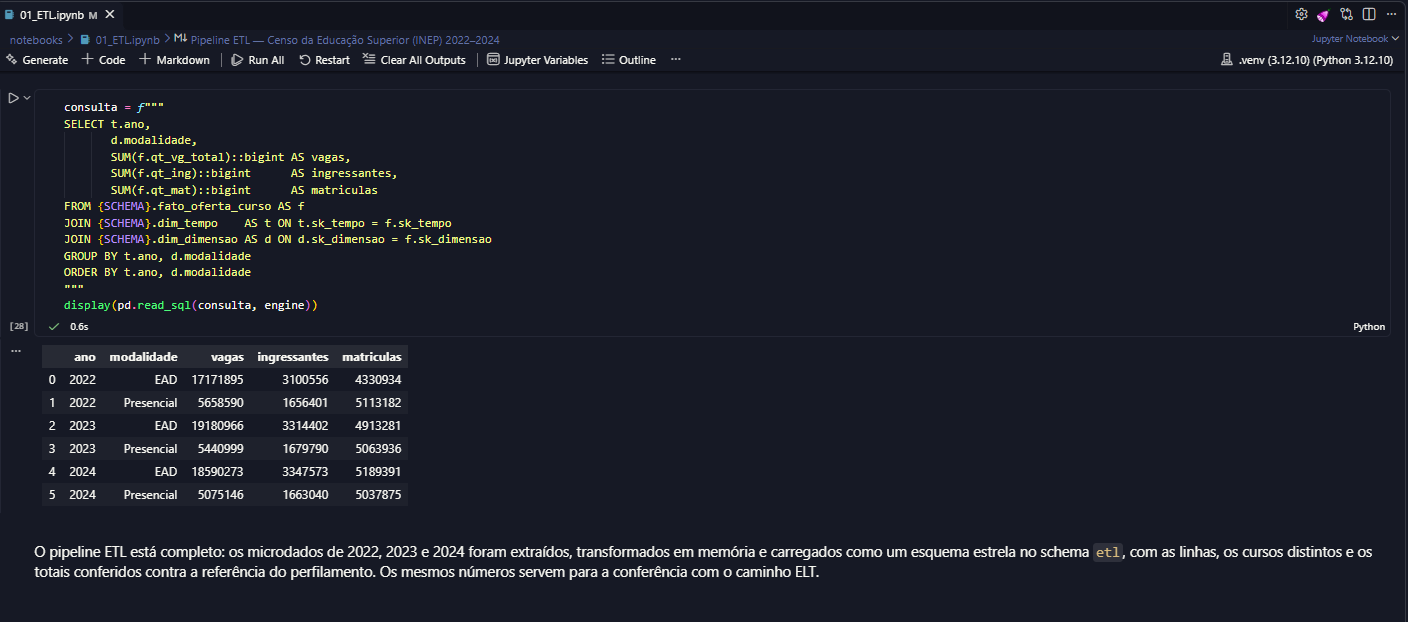 01_ETL.ipynb M
notebooks > 01_ETL.ipynb > M↓ Pipeline ETL — Censo da Educação Superior (INEP) 2022–2024
Jupyter Notebook
Generate + Code + Markdown Run All Restart Clear All Outputs Jupyter Variables Outline ...
.venv (3.12.10) (Python 3.12.10)
consulta = f"""
SELECT t.ano,
       d.modalidade,
       SUM(f.qt_vg_total)::bigint AS vagas,
       SUM(f.qt_ing)::bigint      AS ingressantes,
       SUM(f.qt_mat)::bigint      AS matriculas
FROM {SCHEMA}.fato_oferta_curso AS f
JOIN {SCHEMA}.dim_tempo    AS t ON t.sk_tempo = f.sk_tempo
JOIN {SCHEMA}.dim_dimensao AS d ON d.sk_dimensao = f.sk_dimensao
GROUP BY t.ano, d.modalidade
ORDER BY t.ano, d.modalidade
"""
display(pd.read_sql(consulta, engine))
[28] 0.6s Python
ano modalidade vagas ingressantes matriculas
0 2022 EAD 17171895 3100556 4330934
1 2022 Presencial 5658590 1656401 5113182
2 2023 EAD 19180966 3314402 4913281
3 2023 Presencial 5440999 1679790 5063936
4 2024 EAD 18590273 3347573 5189391
5 2024 Presencial 5075146 1663040 5037875
O pipeline ETL está completo: os microdados de 2022, 2023 e 2024 foram extraídos, transformados em memória e carregados como um esquema estrela no schema etl, com as linhas, os cursos distintos e os
totais conferidos contra a referência do perfilamento. Os mesmos números servem para a conferência com o caminho ELT.